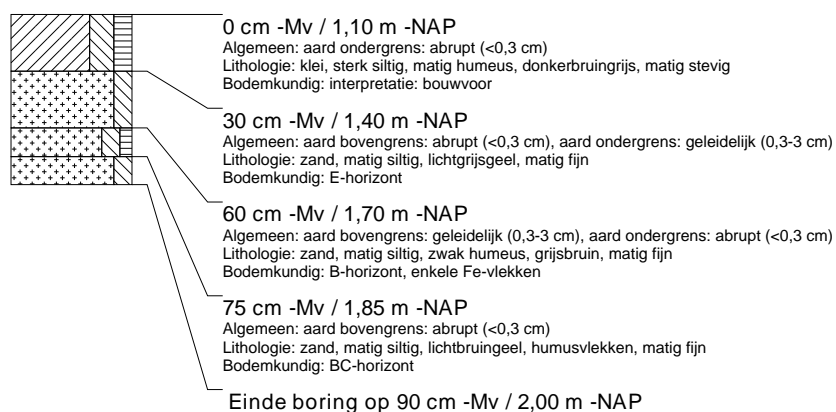 0 cm -Mv / 1,10 m -NAP
Algemeen: aard ondergrens: abrupt (<0,3 cm)
Lithologie: klei, sterk siltig, matig humeus, donkerbruingrijs, matig stevig
Bodemkundig: interpretatie: bouwvoor
30 cm -Mv / 1,40 m -NAP
Algemeen: aard bovengrens: abrupt (<0,3 cm), aard ondergrens: geleidelijk (0,3-3 cm)
Lithologie: zand, matig siltig, lichtgrijsgeel, matig fijn
Bodemkundig: E-horizont
60 cm -Mv / 1,70 m -NAP
Algemeen: aard bovengrens: geleidelijk (0,3-3 cm), aard ondergrens: abrupt (<0,3 cm)
Lithologie: zand, matig siltig, zwak humeus, grijsbruin, matig fijn
Bodemkundig: B-horizont, enkele Fe-vlekken
75 cm -Mv / 1,85 m -NAP
Algemeen: aard bovengrens: abrupt (<0,3 cm)
Lithologie: zand, matig siltig, lichtbruingeel, humusvlekken, matig fijn
Bodemkundig: BC-horizont
Einde boring op 90 cm -Mv / 2,00 m -NAP